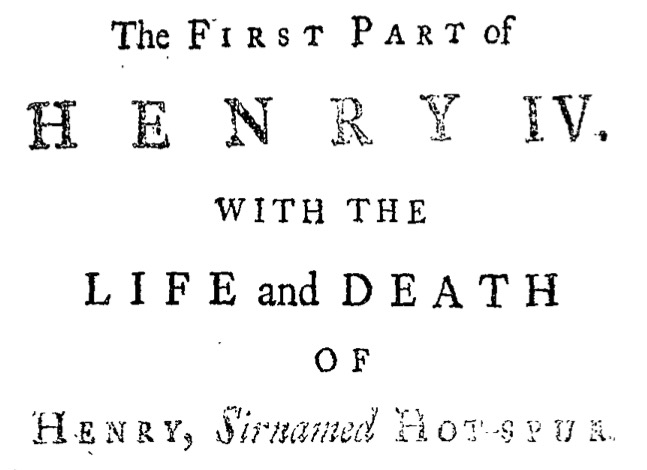 The FIRST PART of
HENRY IV.
WITH THE
LIFE and DEATH
OF
HENRY, Sirnamed HOT-SPUR.